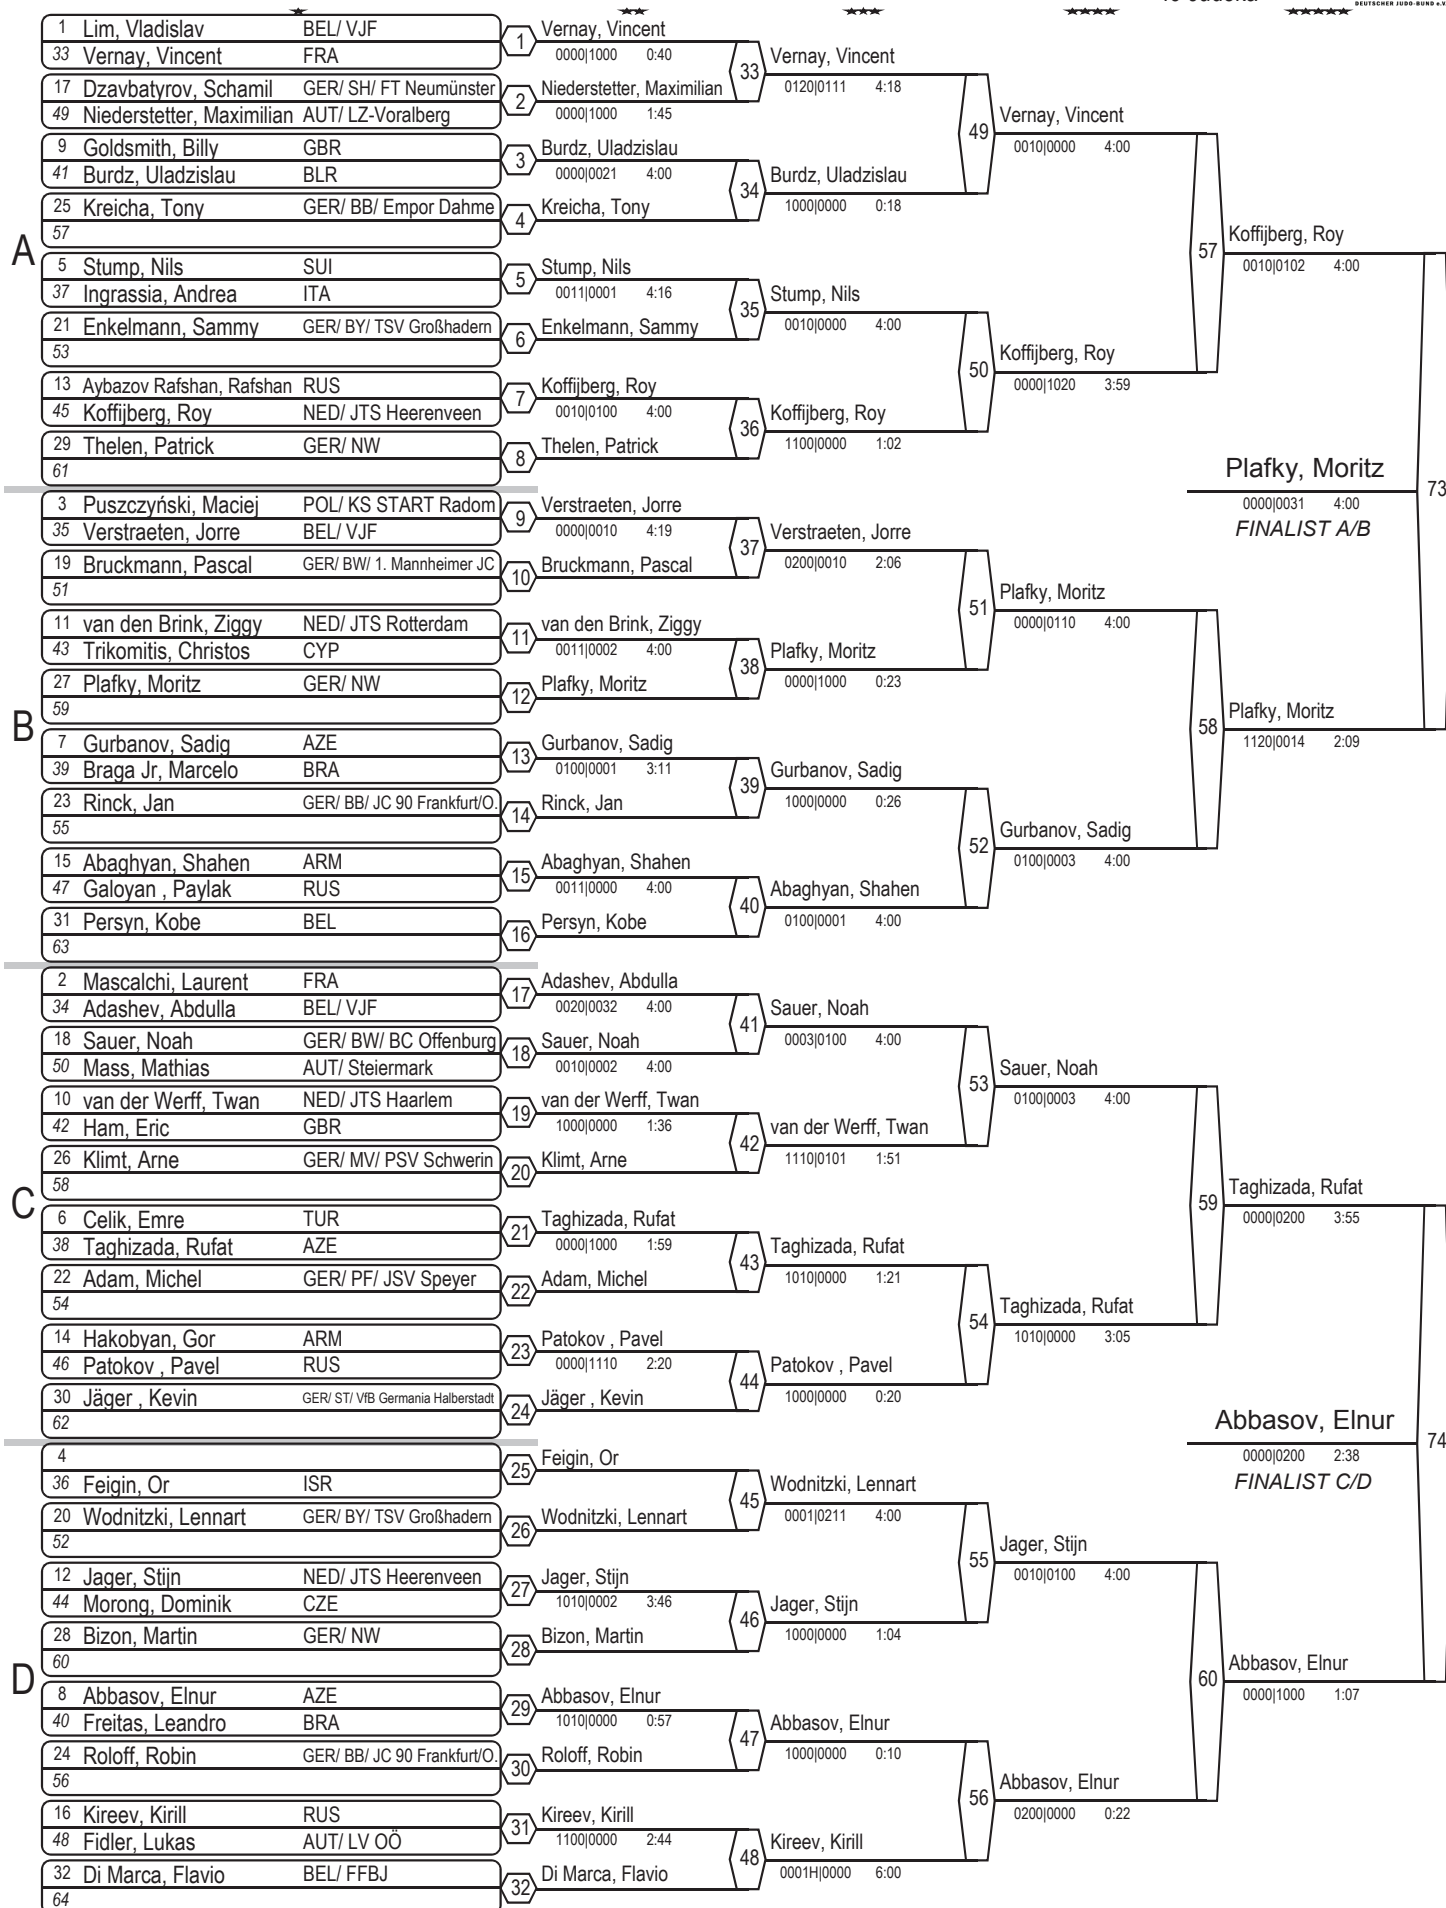 DEUTSCHER JUDO-BUND e.V.
1 Lim, Vladislav BEL/ VJF
33 Vernay, Vincent FRA
17 Dzavbatyrov, Schamil GER/ SH/ FT Neumünster
49 Niederstetter, Maximilian AUT/ LZ-Voralberg
9 Goldsmith, Billy GBR
41 Burdz, Uladzislau BLR
25 Kreicha, Tony GER/ BB/ Empor Dahme
57
A
5 Stump, Nils SUI
37 Ingrassia, Andrea ITA
21 Enkelmann, Sammy GER/ BY/ TSV Großhadern
53
13 Aybazov Rafshan, Rafshan RUS
45 Koffijberg, Roy NED/ JTS Heerenveen
29 Thelen, Patrick GER/ NW
61
3 Puszczyński, Maciej POL/ KS START Radom
35 Verstraeten, Jorre BEL/ VJF
19 Bruckmann, Pascal GER/ BW/ 1. Mannheimer JC
51
11 van den Brink, Ziggy NED/ JTS Rotterdam
43 Trikomitis, Christos CYP
27 Plafky, Moritz GER/ NW
59
B
7 Gurbanov, Sadig AZE
39 Braga Jr, Marcelo BRA
23 Rinck, Jan GER/ BB/ JC 90 Frankfurt/O.
55
15 Abaghyan, Shahen ARM
47 Galoyan , Paylak RUS
31 Persyn, Kobe BEL
63
2 Mascalchi, Laurent FRA
34 Adashev, Abdulla BEL/ VJF
18 Sauer, Noah GER/ BW/ BC Offenburg
50 Mass, Mathias AUT/ Steiermark
10 van der Werff, Twan NED/ JTS Haarlem
42 Ham, Eric GBR
26 Klimt, Arne GER/ MV/ PSV Schwerin
58
C
6 Celik, Emre TUR
38 Taghizada, Rufat AZE
22 Adam, Michel GER/ PF/ JSV Speyer
54
14 Hakobyan, Gor ARM
46 Patokov , Pavel RUS
30 Jäger , Kevin GER/ ST/ VfB Germania Halberstadt
62
4
36 Feigin, Or ISR
20 Wodnitzki, Lennart GER/ BY/ TSV Großhadern
52
12 Jager, Stijn NED/ JTS Heerenveen
44 Morong, Dominik CZE
28 Bizon, Martin GER/ NW
60
D
8 Abbasov, Elnur AZE
40 Freitas, Leandro BRA
24 Roloff, Robin GER/ BB/ JC 90 Frankfurt/O.
56
16 Kireev, Kirill RUS
48 Fidler, Lukas AUT/ LV OÖ
32 Di Marca, Flavio BEL/ FFBJ
64
1 Vernay, Vincent
0000|1000 0:40
2 Niederstetter, Maximilian
0000|1000 1:45
3 Burdz, Uladzislau
0000|0021 4:00
4 Kreicha, Tony
5 Stump, Nils
0011|0001 4:16
6 Enkelmann, Sammy
7 Koffijberg, Roy
0010|0100 4:00
8 Thelen, Patrick
9 Verstraeten, Jorre
0000|0010 4:19
10 Bruckmann, Pascal
11 van den Brink, Ziggy
0011|0002 4:00
12 Plafky, Moritz
13 Gurbanov, Sadig
0100|0001 3:11
14 Rinck, Jan
15 Abaghyan, Shahen
0011|0000 4:00
16 Persyn, Kobe
17 Adashev, Abdulla
0020|0032 4:00
18 Sauer, Noah
0010|0002 4:00
19 van der Werff, Twan
1000|0000 1:36
20 Klimt, Arne
21 Taghizada, Rufat
0000|1000 1:59
22 Adam, Michel
23 Patokov , Pavel
0000|1110 2:20
24 Jäger , Kevin
25 Feigin, Or
26 Wodnitzki, Lennart
27 Jager, Stijn
1010|0002 3:46
28 Bizon, Martin
29 Abbasov, Elnur
1010|0000 0:57
30 Roloff, Robin
31 Kireev, Kirill
1100|0000 2:44
32 Di Marca, Flavio
33 Vernay, Vincent
0120|0111 4:18
34 Burdz, Uladzislau
1000|0000 0:18
35 Stump, Nils
0010|0000 4:00
36 Koffijberg, Roy
1100|0000 1:02
37 Verstraeten, Jorre
0200|0010 2:06
38 Plafky, Moritz
0000|1000 0:23
39 Gurbanov, Sadig
1000|0000 0:26
40 Abaghyan, Shahen
0100|0001 4:00
41 Sauer, Noah
0003|0100 4:00
42 van der Werff, Twan
1110|0101 1:51
43 Taghizada, Rufat
1010|0000 1:21
44 Patokov , Pavel
1000|0000 0:20
45 Wodnitzki, Lennart
0001|0211 4:00
46 Jager, Stijn
1000|0000 1:04
47 Abbasov, Elnur
1000|0000 0:10
48 Kireev, Kirill
0001H|0000 6:00
49 Vernay, Vincent
0010|0000 4:00
50 Koffijberg, Roy
0000|1020 3:59
51 Plafky, Moritz
0000|0110 4:00
52 Gurbanov, Sadig
0100|0003 4:00
53 Sauer, Noah
0100|0003 4:00
54 Taghizada, Rufat
1010|0000 3:05
55 Jager, Stijn
0010|0100 4:00
56 Abbasov, Elnur
0200|0000 0:22
57 Koffijberg, Roy
0010|0102 4:00
Plafky, Moritz 73
0000|0031 4:00
FINALIST A/B
58 Plafky, Moritz
1120|0014 2:09
59 Taghizada, Rufat
0000|0200 3:55
Abbasov, Elnur 74
0000|0200 2:38
FINALIST C/D
60 Abbasov, Elnur
0000|1000 1:07